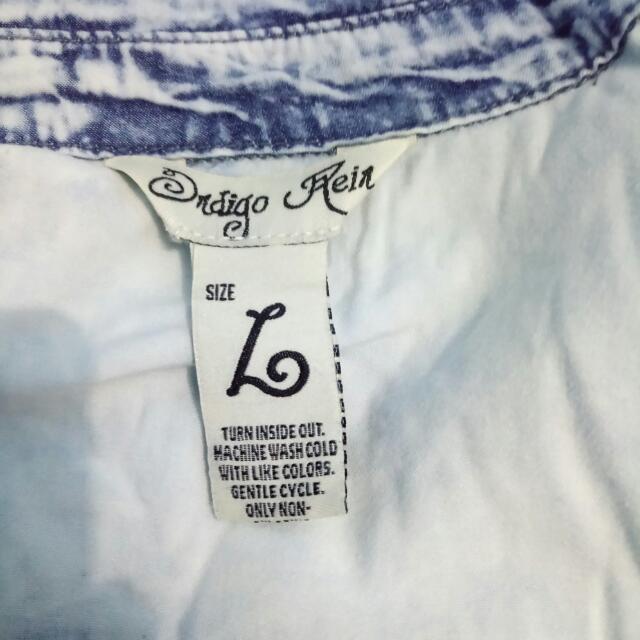 Indigo Rein
SIZE
L
TURN INSIDE OUT.
MACHINE WASH COLD
WITH LIKE COLORS.
GENTLE CYCLE.
ONLY NON-